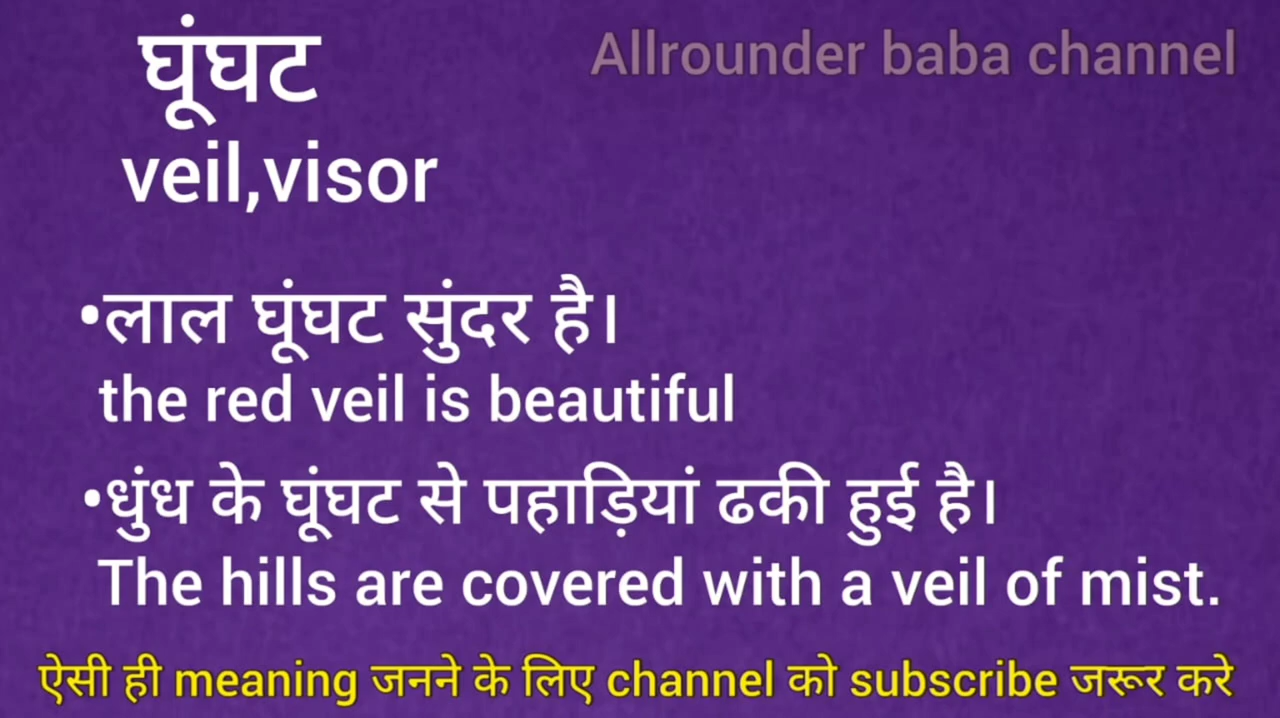 घूंघट
Allrounder baba channel
veil,visor
•लाल घूंघट सुंदर है।
the red veil is beautiful
•धुंध के घूंघट से पहाड़ियां ढकी हुई है।
The hills are covered with a veil of mist.
ऐसी ही meaning जनने के लिए channel को subscribe जरूर करे